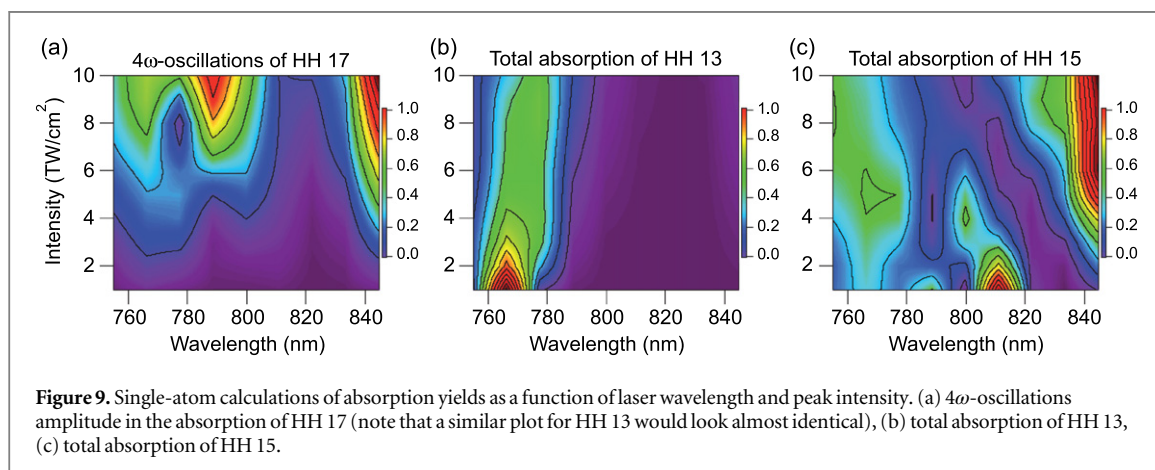 (a)
4ω-oscillations of HH 17
(b)
Total absorption of HH 13
(c)
Total absorption of HH 15
Intensity (TW/cm²)
10
8
6
4
2
760 780 800 820 840
Wavelength (nm)
1.0
0.8
0.6
0.4
0.2
0.0
10
8
6
4
2
760 780 800 820 840
Wavelength (nm)
1.0
0.8
0.6
0.4
0.2
0.0
10
8
6
4
2
760 780 800 820 840
Wavelength (nm)
1.0
0.8
0.6
0.4
0.2
0.0
Figure 9. Single-atom calculations of absorption yields as a function of laser wavelength and peak intensity. (a) 4ω-oscillations
amplitude in the absorption of HH 17 (note that a similar plot for HH 13 would look almost identical), (b) total absorption of HH 13,
(c) total absorption of HH 15.